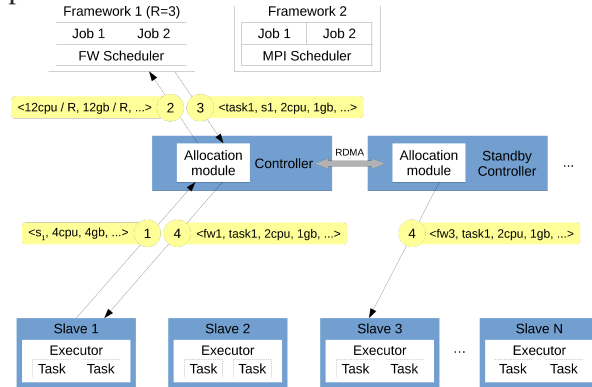 Framework 1 (R=3)
Framework 2
Job 1 Job 2
Job 1 Job 2
FW Scheduler
MPI Scheduler
<12cpu / R, 12gb / R, ...> 2
3 <task1, s1, 2cpu, 1gb, ...>
Allocation
module
Controller
RDMA
Allocation
module
Standby
Controller
...
<s1, 4cpu, 4gb, ...> 1
4 <fw1, task1, 2cpu, 1gb, ...>
4 <fw3, task1, 2cpu, 1gb, ...>
Slave 1
Executor
Task Task
Slave 2
Executor
Task Task
Slave 3
Executor
Task Task
...
Slave N
Executor
Task Task